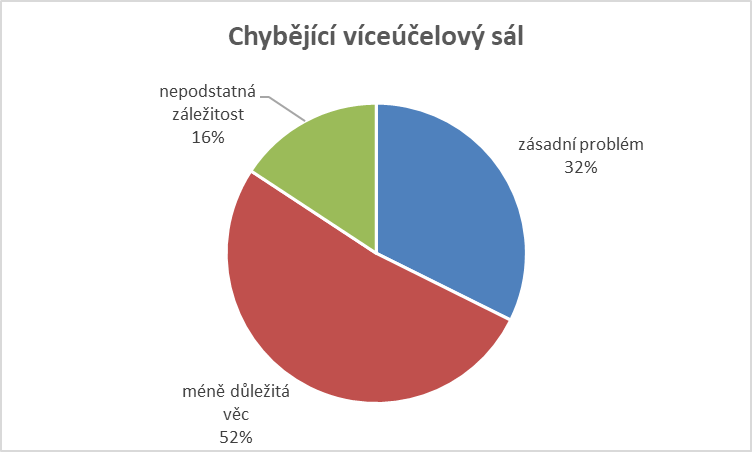 Chybějící víceúčelový sál
nepodstatná
záležitost
16%
zásadní problém
32%
méně důležitá
věc
52%